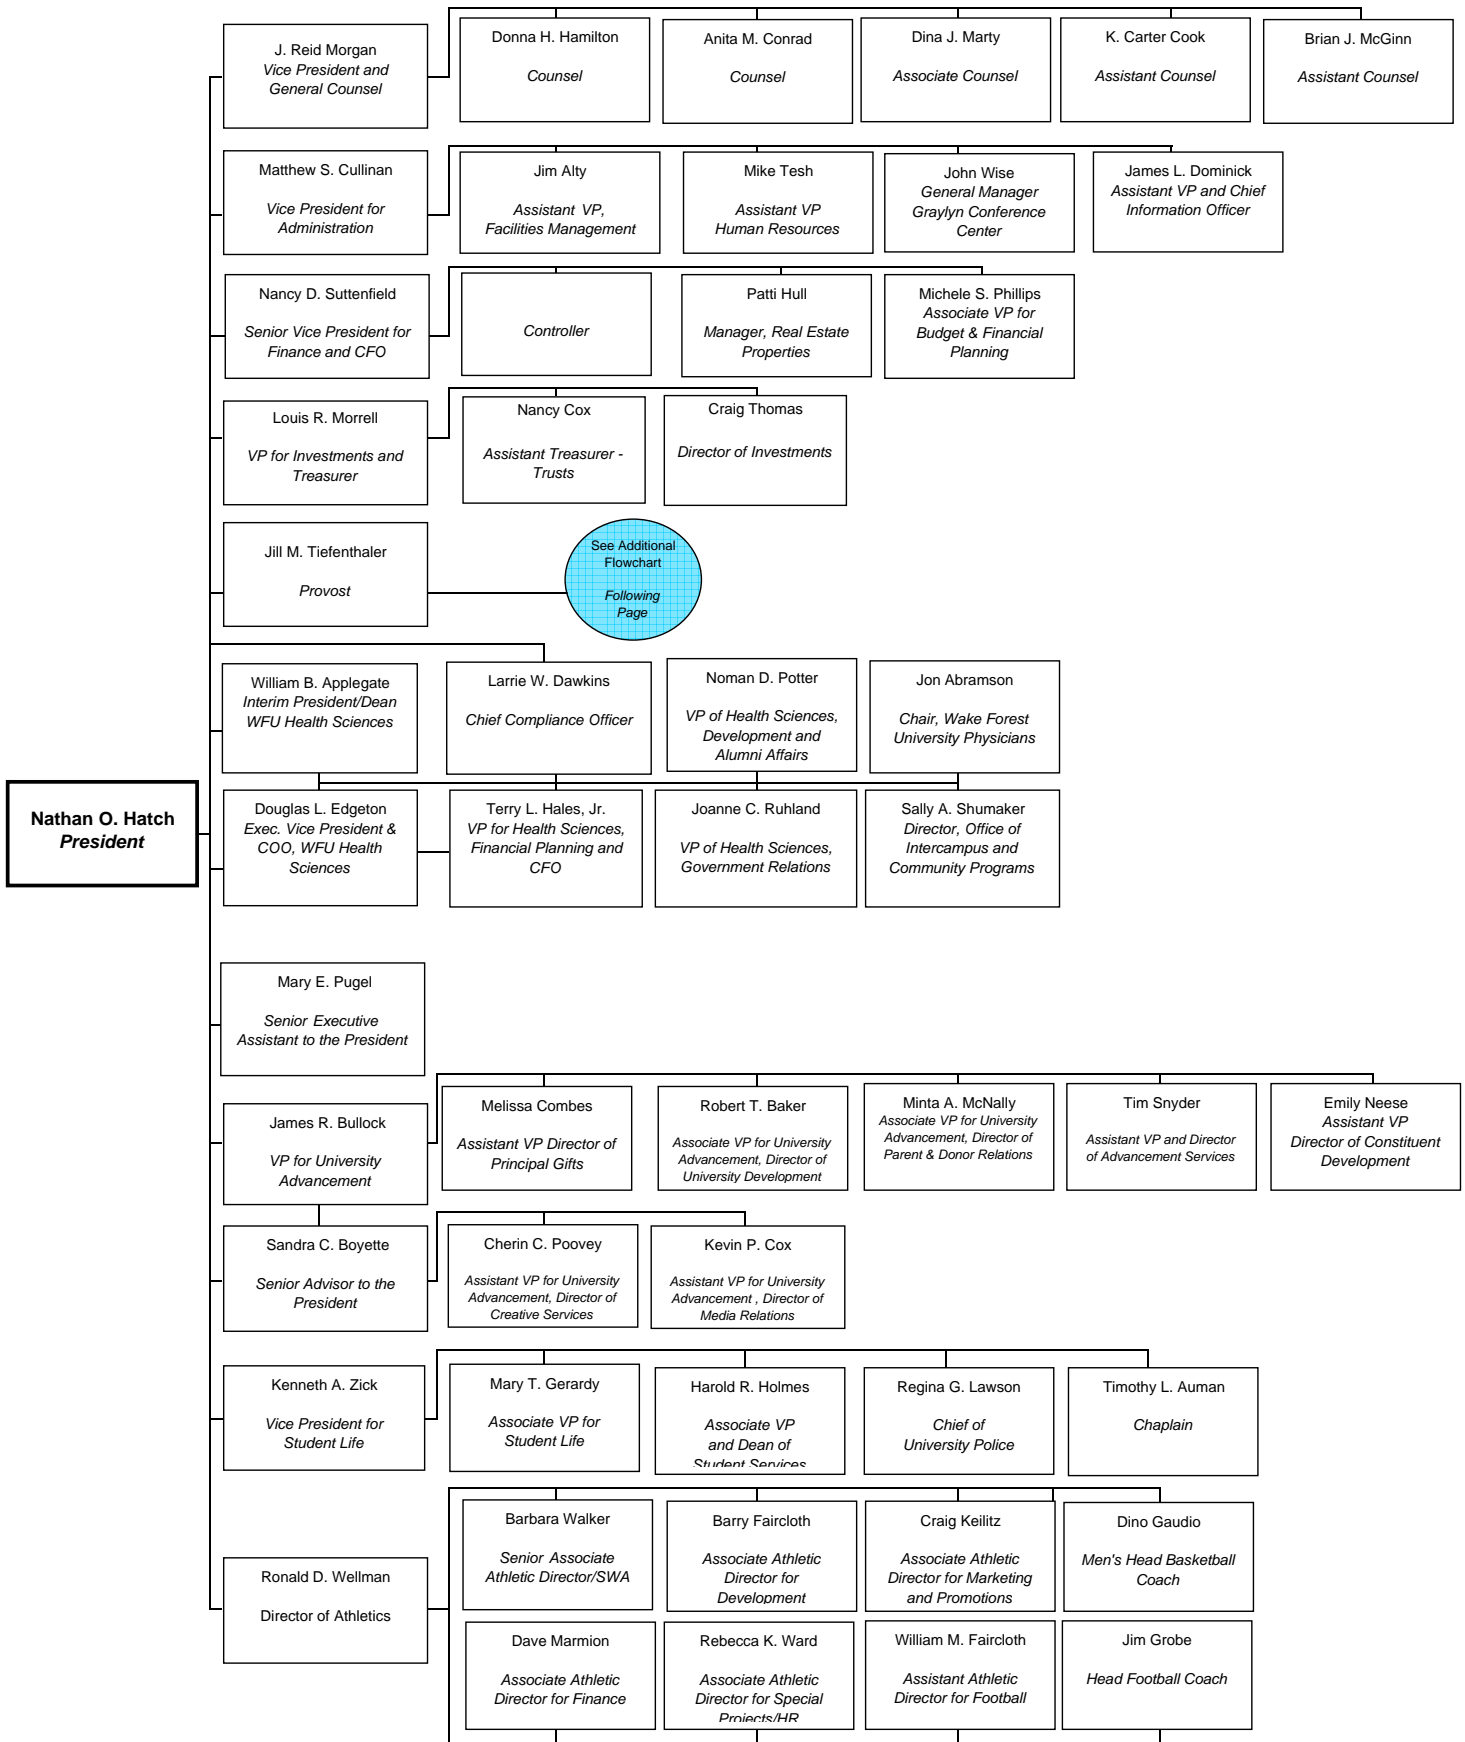 J. Reid Morgan
Vice President and
General Counsel
Donna H. Hamilton
Counsel
Anita M. Conrad
Counsel
Dina J. Marty
Associate Counsel
K. Carter Cook
Assistant Counsel
Brian J. McGinn
Assistant Counsel
Matthew S. Cullinan
Vice President for
Administration
Jim Alty
Assistant VP,
Facilities Management
Mike Tesh
Assistant VP
Human Resources
John Wise
General Manager
Graylyn Conference
Center
James L. Dominick
Assistant VP and Chief
Information Officer
Nancy D. Suttenfield
Senior Vice President for
Finance and CFO
Controller
Patti Hull
Manager, Real Estate
Properties
Michele S. Phillips
Associate VP for
Budget & Financial
Planning
Louis R. Morrell
VP for Investments and
Treasurer
Nancy Cox
Assistant Treasurer -
Trusts
Craig Thomas
Director of Investments
Jill M. Tiefenthaler
Provost
See Additional
Flowchart
Following
Page
William B. Applegate
Interim President/Dean
WFU Health Sciences
Larrie W. Dawkins
Chief Compliance Officer
Noman D. Potter
VP of Health Sciences,
Development and
Alumni Affairs
Jon Abramson
Chair, Wake Forest
University Physicians
Nathan O. Hatch
President
Douglas L. Edgeton
Exec. Vice President &
COO, WFU Health
Sciences
Terry L. Hales, Jr.
VP for Health Sciences,
Financial Planning and
CFO
Joanne C. Ruhland
VP of Health Sciences,
Government Relations
Sally A. Shumaker
Director, Office of
Intercampus and
Community Programs
Mary E. Pugel
Senior Executive
Assistant to the President
James R. Bullock
VP for University
Advancement
Melissa Combes
Assistant VP Director of
Principal Gifts
Robert T. Baker
Associate VP for University
Advancement, Director of
University Development
Minta A. McNally
Associate VP for University
Advancement, Director of
Parent & Donor Relations
Tim Snyder
Assistant VP and Director
of Advancement Services
Emily Neese
Assistant VP
Director of Constituent
Development
Sandra C. Boyette
Senior Advisor to the
President
Cherin C. Poovey
Assistant VP for University
Advancement, Director of
Creative Services
Kevin P. Cox
Assistant VP for University
Advancement , Director of
Media Relations
Kenneth A. Zick
Vice President for
Student Life
Mary T. Gerardy
Associate VP for
Student Life
Harold R. Holmes
Associate VP
and Dean of
Student Services
Regina G. Lawson
Chief of
University Police
Timothy L. Auman
Chaplain
Ronald D. Wellman
Director of Athletics
Barbara Walker
Senior Associate
Athletic Director/SWA
Barry Faircloth
Associate Athletic
Director for
Development
Craig Keilitz
Associate Athletic
Director for Marketing
and Promotions
Dino Gaudio
Men's Head Basketball
Coach
Dave Marmion
Associate Athletic
Director for Finance
Rebecca K. Ward
Associate Athletic
Director for Special
Projects/HR
William M. Faircloth
Assistant Athletic
Director for Football
Jim Grobe
Head Football Coach